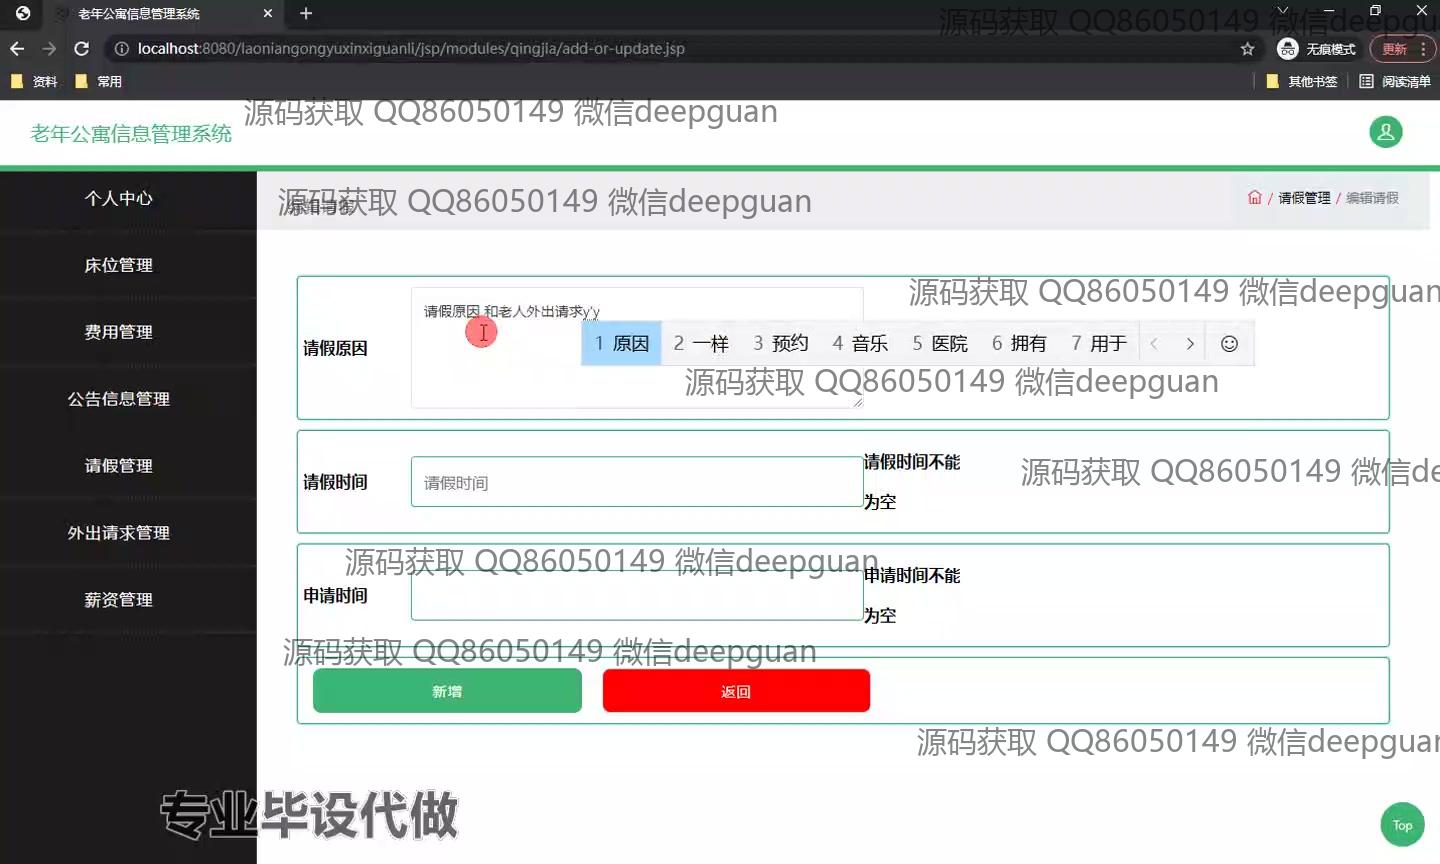 老年公寓信息管理系统
localhost:8080/laoniangongyuxinxiguanli/jsp/modules/qingjia/add-or-update.jsp
无痕模式
更新
资料
常用
其他书签
阅读清单
源码获取 QQ86050149 微信deepgu
源码获取 QQ86050149 微信deepguan
老年公寓信息管理系统
个人中心
床位管理
费用管理
公告信息管理
请假管理
外出请求管理
薪资管理
源码获取 QQ86050149 微信deepguan
/ 请假管理 / 编辑请假
源码获取 QQ86050149 微信deepguan
请假原因
请假原因 和老人外出请求y'y
1 原因 2 一样 3 预约 4 音乐 5 医院 6 拥有 7 用于
源码获取 QQ86050149 微信deepguan
请假时间
请假时间
请假时间不能
为空
源码获取 QQ86050149 微信de
源码获取 QQ86050149 微信deepguan
申请时间
申请时间不能
为空
源码获取 QQ86050149 微信deepguan
新增
返回
源码获取 QQ86050149 微信deepguan
专业毕设代做
Top